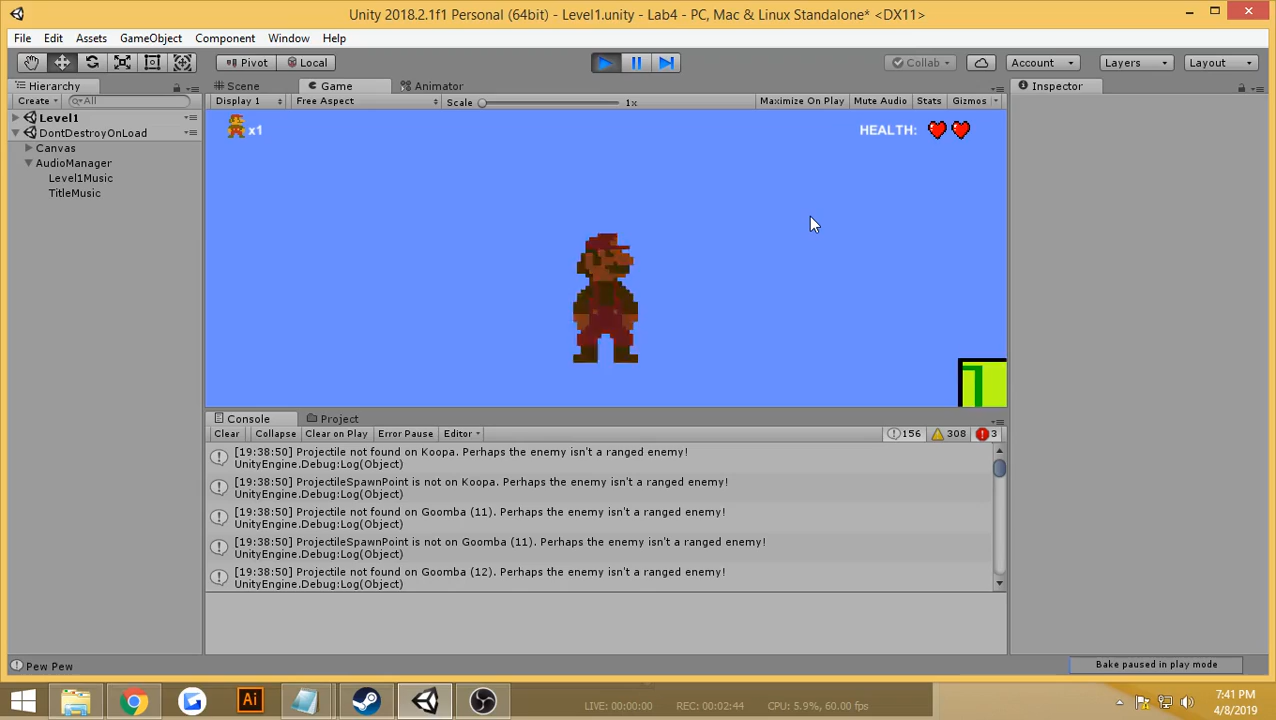 Unity 2018.2.1f1 Personal (64bit) - Level1.unity - Lab4 - PC, Mac & Linux Standalone* <DX11>
File Edit Assets GameObject Component Window Help
Pivot Local Collab Account Layers Layout
Hierarchy Scene Game Animator Inspector
Create All Display 1 Free Aspect Scale 1x Maximize On Play Mute Audio Stats Gizmos
Level1
DontDestroyOnLoad
Canvas
AudioManager
Level1Music
TitleMusic
x1 HEALTH:
Console Project
Clear Collapse Clear on Play Error Pause Editor 156 308 3
[19:38:50] Projectile not found on Koopa. Perhaps the enemy isn't a ranged enemy!
UnityEngine.Debug:Log(Object)
[19:38:50] ProjectileSpawnPoint is not on Koopa. Perhaps the enemy isn't a ranged enemy!
UnityEngine.Debug:Log(Object)
[19:38:50] Projectile not found on Goomba (11). Perhaps the enemy isn't a ranged enemy!
UnityEngine.Debug:Log(Object)
[19:38:50] ProjectileSpawnPoint is not on Goomba (11). Perhaps the enemy isn't a ranged enemy!
UnityEngine.Debug:Log(Object)
[19:38:50] Projectile not found on Goomba (12). Perhaps the enemy isn't a ranged enemy!
UnityEngine.Debug:Log(Object)
Pew Pew Bake paused in play mode
Ai LIVE: 00:00:00 REC: 00:02:44 CPU: 5.9%, 60.00 fps
7:41 PM
4/8/2019